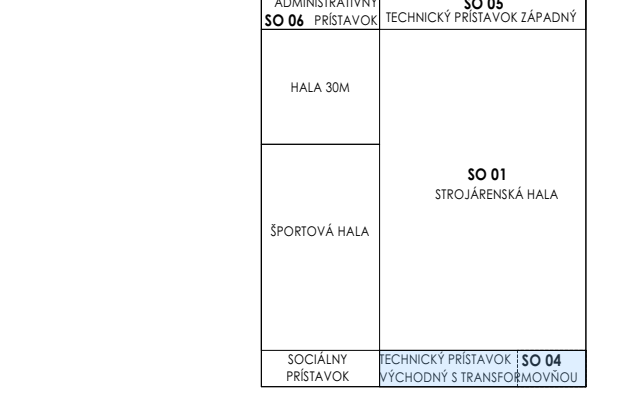 ADMINISTRATÍVNY
SO 06 PRÍSTAVOK
SO 05
TECHNICKÝ PRÍSTAVOK ZÁPADNÝ
HALA 30M
SO 01
STROJÁRENSKÁ HALA
ŠPORTOVÁ HALA
SOCIÁLNY
PRÍSTAVOK
TECHNICKÝ PRÍSTAVOK SO 04
VÝCHODNÝ S TRANSFORMOVŇOU